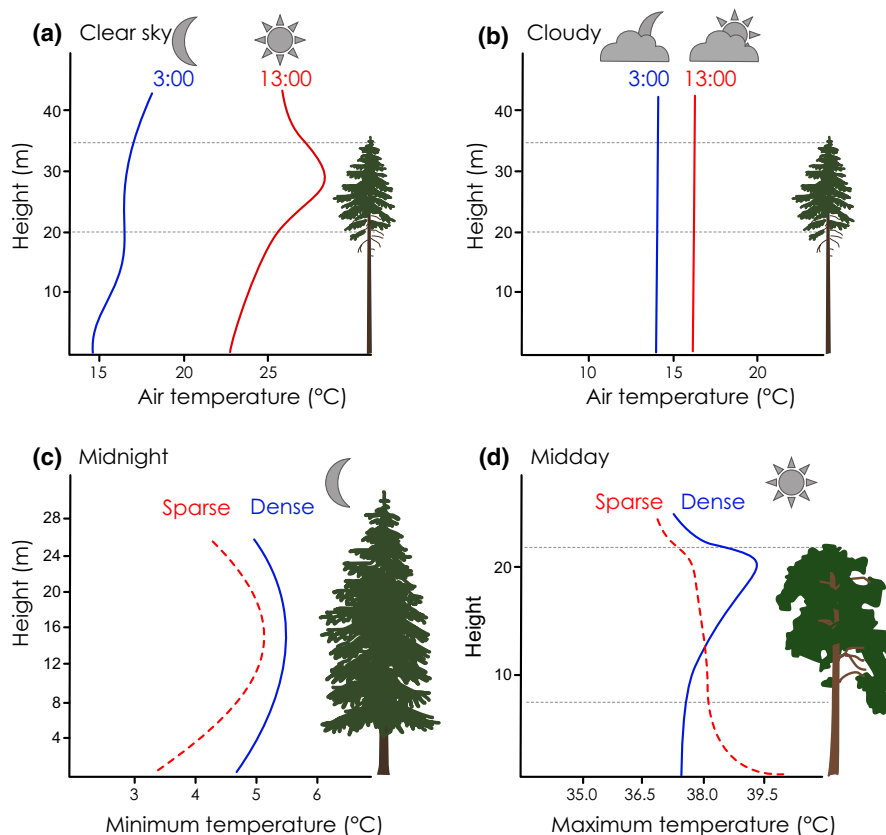 (a) Clear sky
3:00 13:00
40
30
20
10
Height (m)
15 20 25
Air temperature (°C)
(b) Cloudy
3:00 13:00
40
30
20
10
Height (m)
10 15 20
Air temperature (°C)
(c) Midnight
Sparse Dense
28
24
20
16
12
8
4
Height (m)
3 4 5 6
Minimum temperature (°C)
(d) Midday
Sparse Dense
20
10
Height
35.0 36.5 38.0 39.5
Maximum temperature (°C)